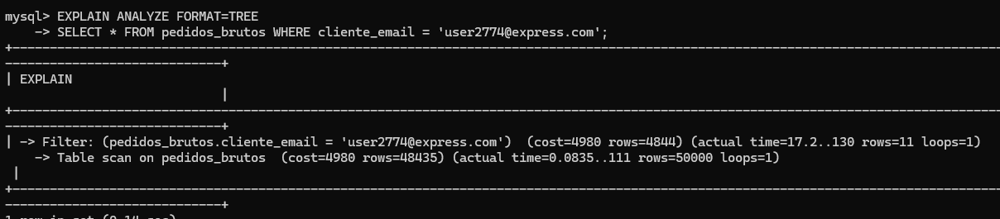 mysql> EXPLAIN ANALYZE FORMAT=TREE
    -> SELECT * FROM pedidos_brutos WHERE cliente_email = 'user2774@express.com';
+------------------------------------------------------------------------------------------------------------------------------------
-----------------------------+
| EXPLAIN
                             |
+------------------------------------------------------------------------------------------------------------------------------------
-----------------------------+
| -> Filter: (pedidos_brutos.cliente_email = 'user2774@express.com')  (cost=4980 rows=4844) (actual time=17.2..130 rows=11 loops=1)
    -> Table scan on pedidos_brutos  (cost=4980 rows=48435) (actual time=0.0835..111 rows=50000 loops=1)
 |
+------------------------------------------------------------------------------------------------------------------------------------
-----------------------------+
1 row in set (0.14 sec)